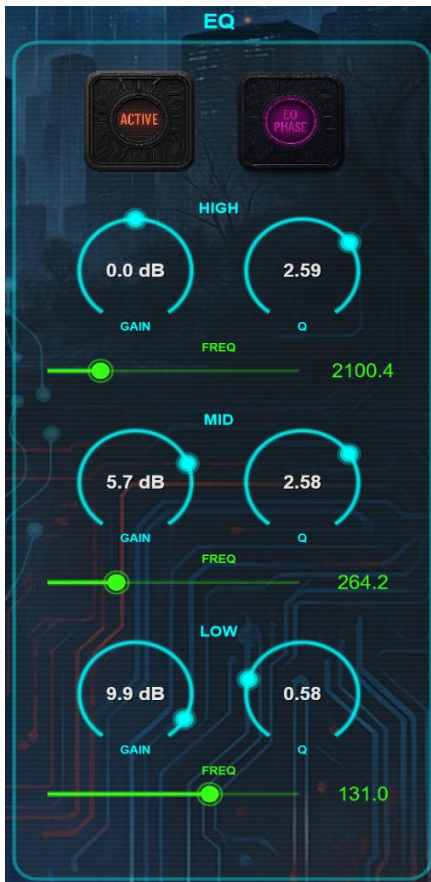 EQ
ACTIVE
EQ PHASE
HIGH
0.0 dB 2.59
GAIN Q
FREQ
2100.4
MID
5.7 dB 2.58
GAIN Q
FREQ
264.2
LOW
9.9 dB 0.58
GAIN Q
FREQ
131.0